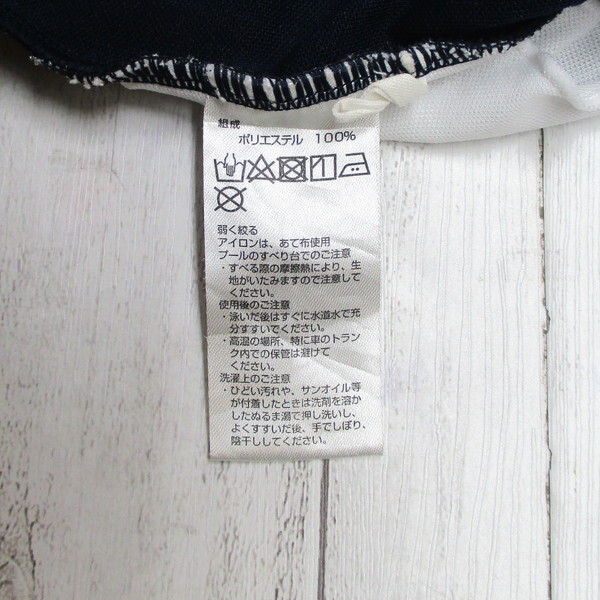 組成
ポリエステル 100%
弱く絞る
アイロンは、あて布使用
プールのすべり台でのご注意
・すべる際の摩擦熱により、生
地がいたみますので注意して
ください。
使用後のご注意
・泳いだ後はすぐに水道水で充
分すすいでください。
・高温の場所、特に車のトラン
ク内での保管は避けて
ください。
洗濯上のご注意
・ひどい汚れや、サンオイル等
が付着したときは洗剤を溶か
したぬるま湯で押し洗いし、
よくすすいだ後、手でしぼり、
陰干ししてください。